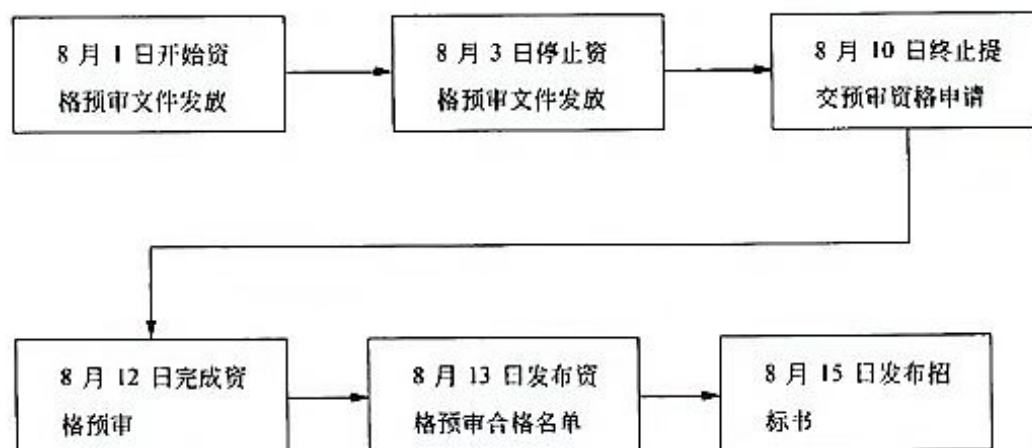 8 月 1 日开始资
格预审文件发放
8 月 3 日停止资
格预审文件发放
8 月 10 日终止提
交预审资格申请
8 月 12 日完成资
格预审
8 月 13 日发布资
格预审合格名单
8 月 15 日发布招
标书